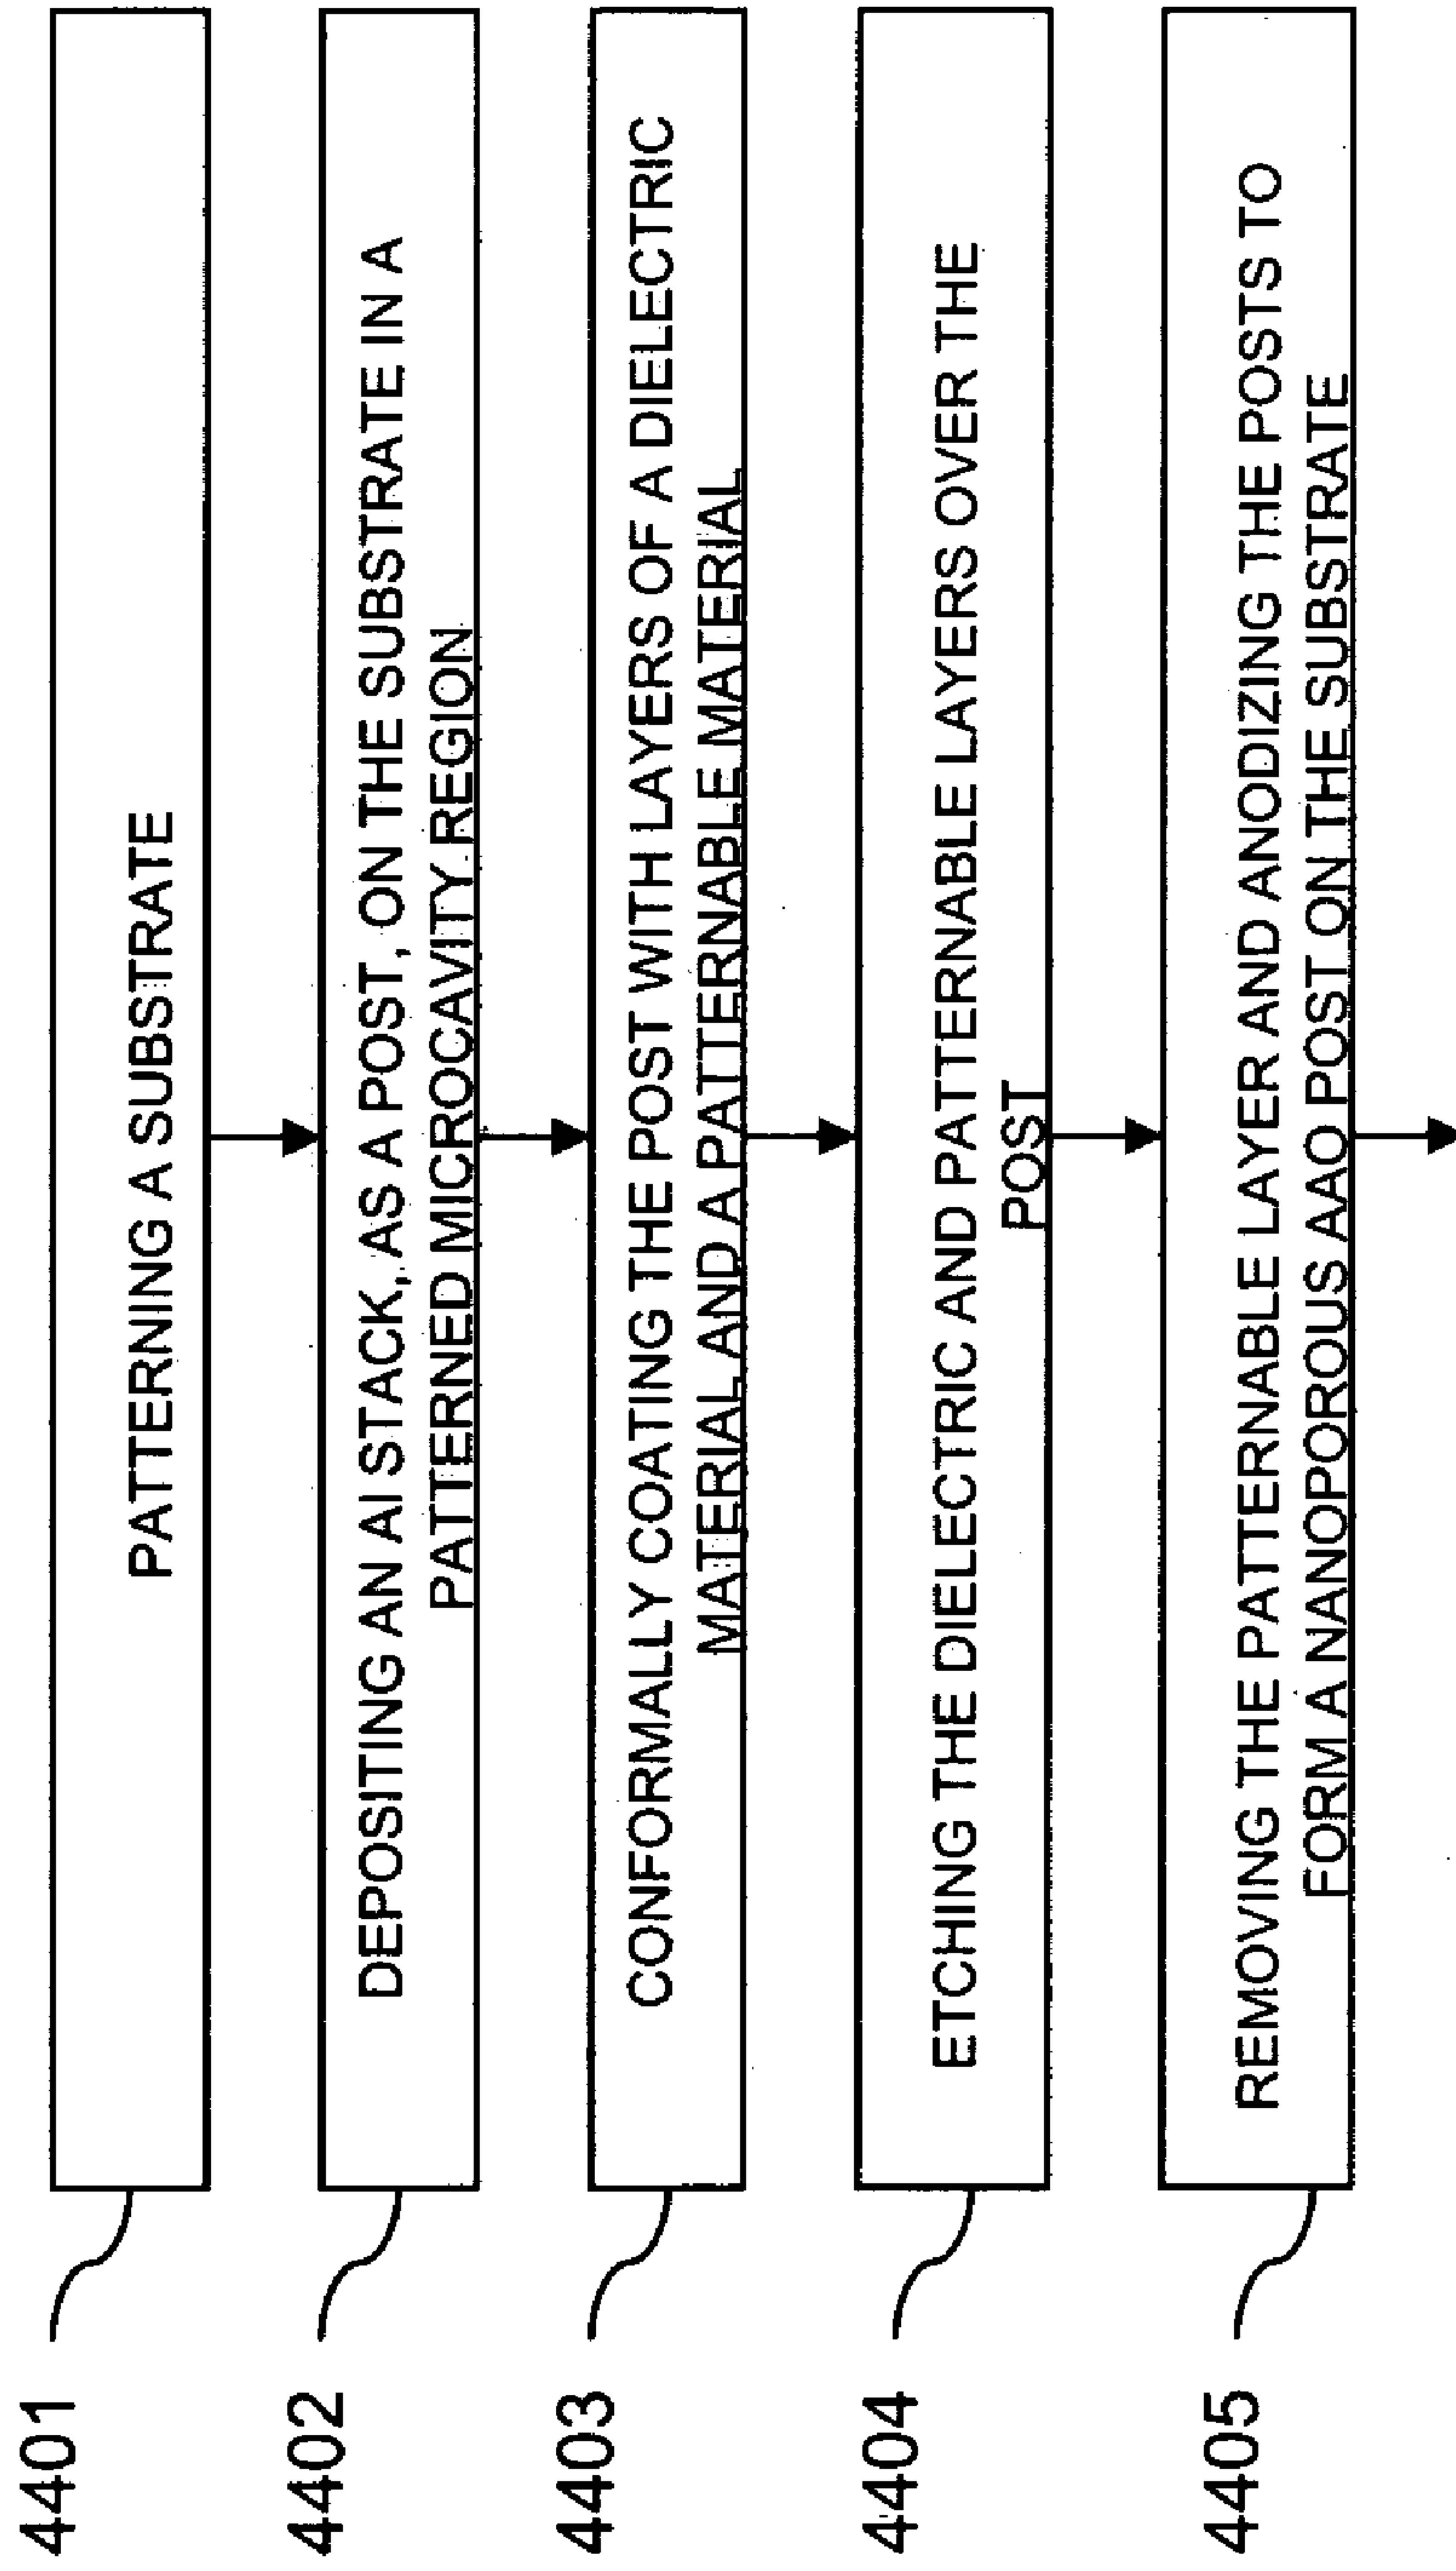 4401
PATTERNING A SUBSTRATE
4402
DEPOSITING AN Al STACK, AS A POST, ON THE SUBSTRATE IN A
PATTERNED MICROCAVITY REGION
4403
CONFORMALLY COATING THE POST WITH LAYERS OF A DIELECTRIC
MATERIAL AND A PATTERNABLE MATERIAL
4404
ETCHING THE DIELECTRIC AND PATTERNABLE LAYERS OVER THE
POST
4405
REMOVING THE PATTERNABLE LAYER AND ANODIZING THE POSTS TO
FORM A NANOPOROUS AAO POST ON THE SUBSTRATE